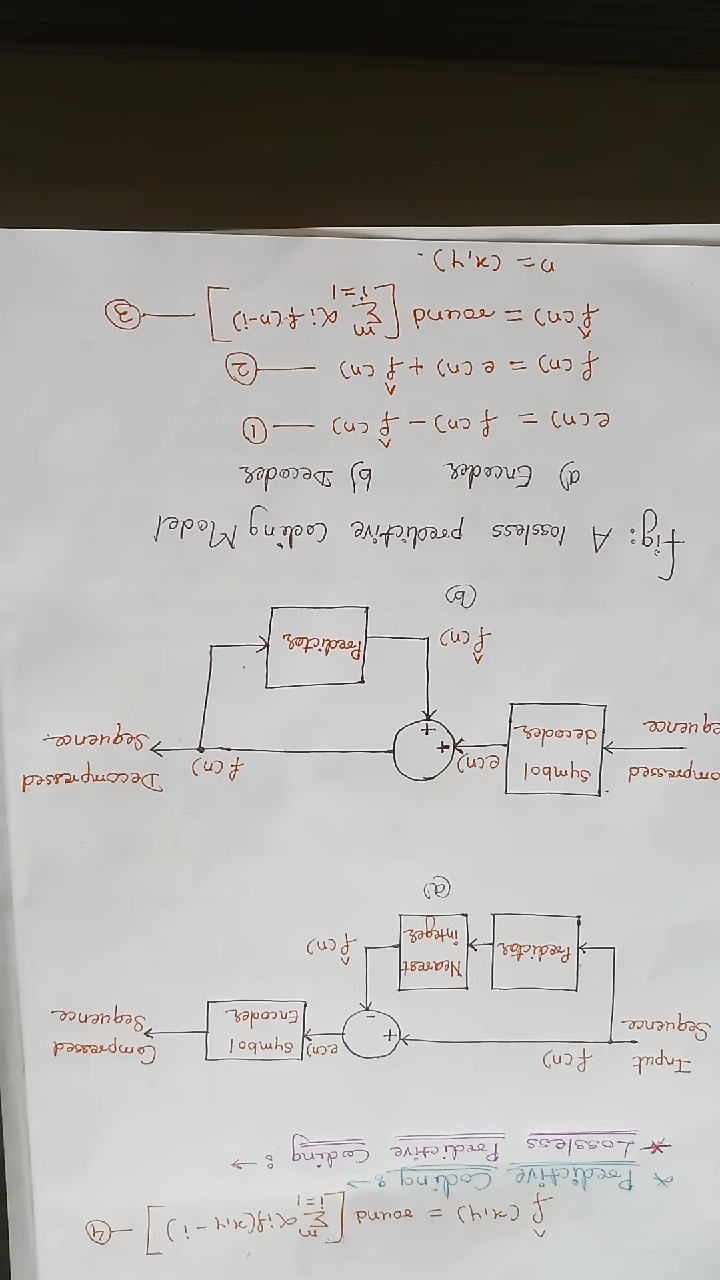 f̂(x,y) = round [ Σ_{i=1}^{m} αi f(x,y-i) ] — ④
* Predictive Coding :→
* Lossless Predictive Coding :→
Input Sequence
f(n)
+
-
e(n)
Symbol Encoder
Compressed Sequence
Predictor
Nearest integer
f̂(n)
(a)
ompressed equence
Symbol decoder
e(n)
+
+
f(n)
Decompressed Sequence.
f̂(n)
Predictor
(b)
fig: A lossless predictive Coding Model
a) Encoder b) Decoder
e(n) = f(n) - f̂(n) — ①
f(n) = e(n) + f̂(n) — ②
f̂(n) = round [ Σ_{i=1}^{m} αi f(n-i) ] — ③
n = (x,y).